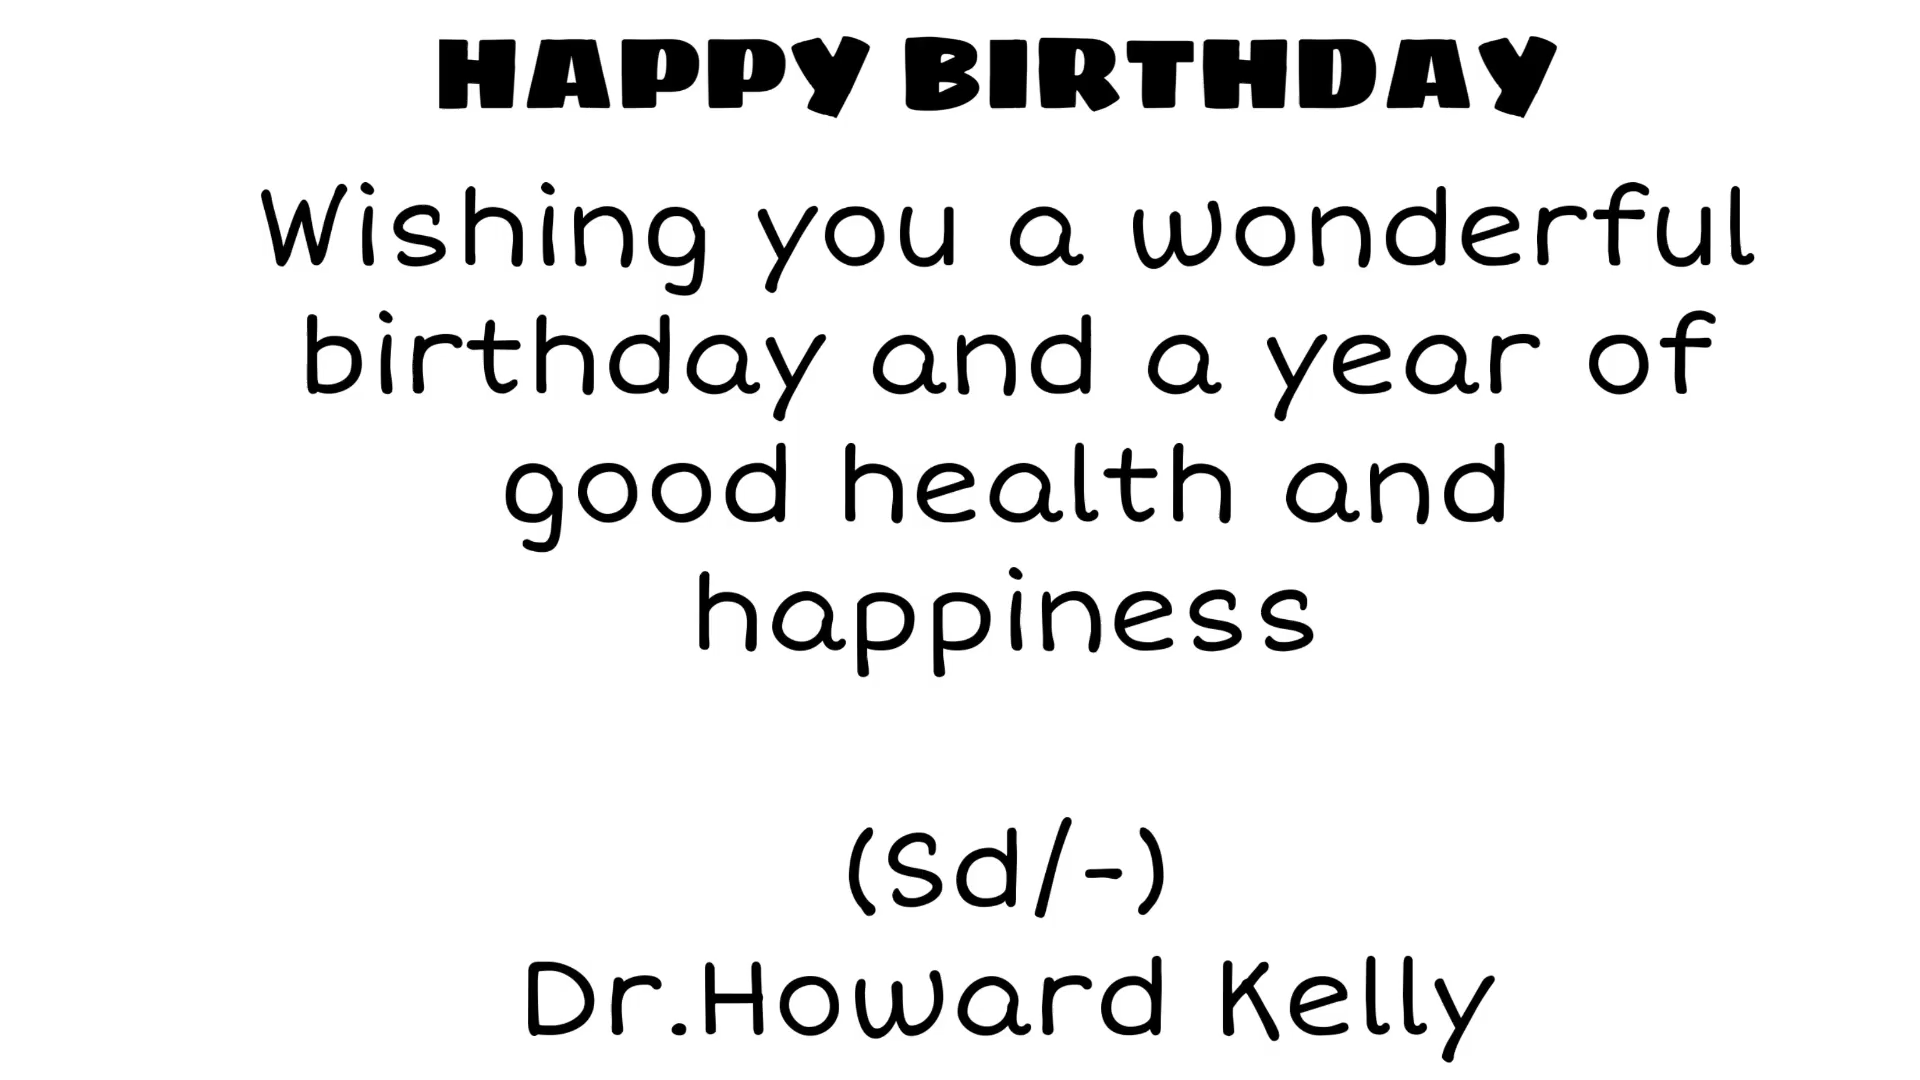 HAPPY BIRTHDAY
Wishing you a wonderful
birthday and a year of
good health and
happiness
(Sd/-)
Dr.Howard Kelly